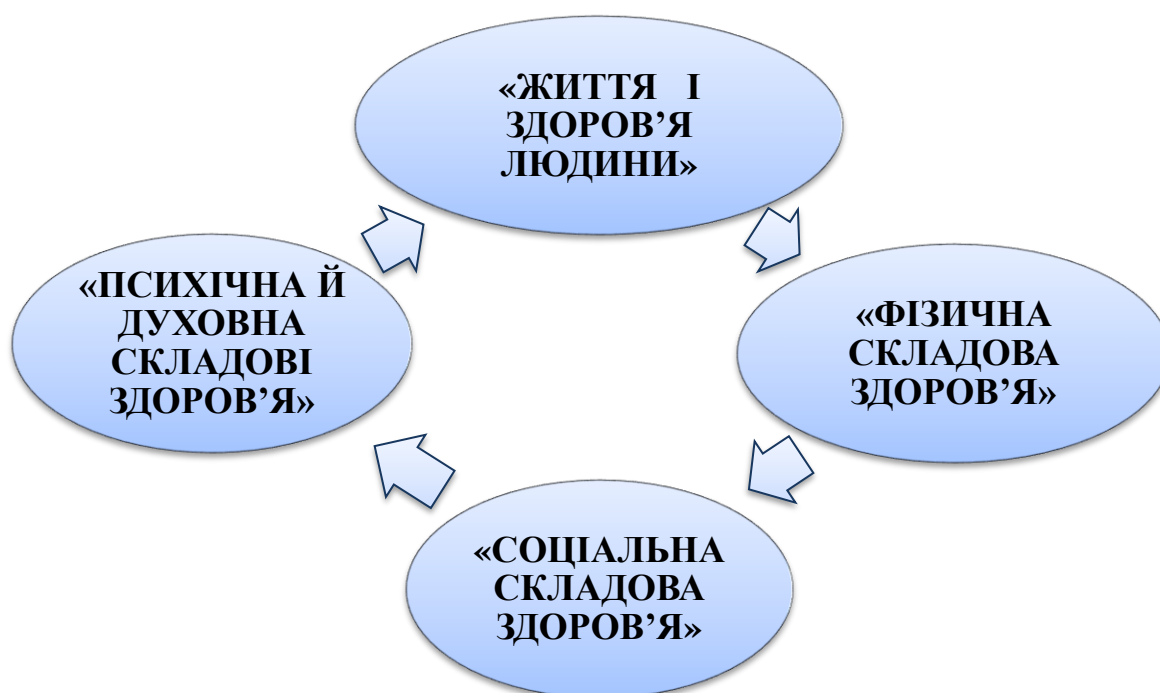 «ЖИТТЯ І
ЗДОРОВ’Я
ЛЮДИНИ»
«ФІЗИЧНА
СКЛАДОВА
ЗДОРОВ’Я»
«СОЦІАЛЬНА
СКЛАДОВА
ЗДОРОВ’Я»
«ПСИХІЧНА Й
ДУХОВНА
СКЛАДОВІ
ЗДОРОВ’Я»